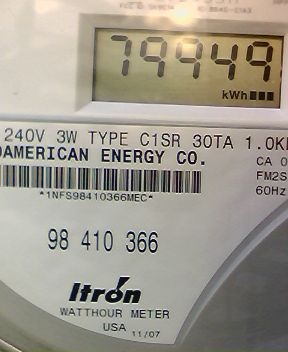 79949
kWh
240V 3W TYPE C1SR 30TA 1.0K
AMERICAN ENERGY CO.
CA 0
FM2S
60Hz
*1NFS98410366MEC*
98 410 366
Itron
WATTHOUR METER
USA 11/07